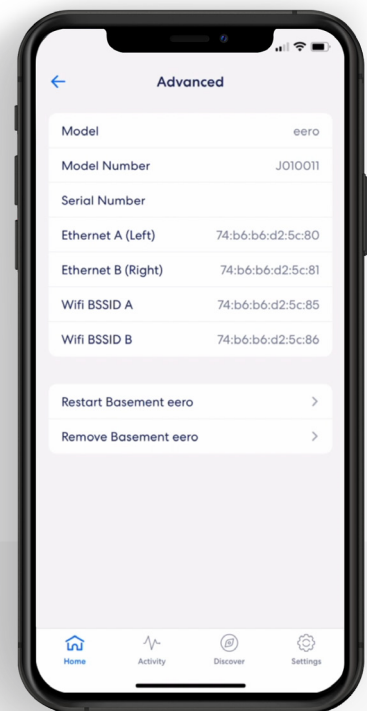 Advanced
Model eero
Model Number J010011
Serial Number
Ethernet A (Left) 74:b6:b6:d2:5c:80
Ethernet B (Right) 74:b6:b6:d2:5c:81
Wifi BSSID A 74:b6:b6:d2:5c:85
Wifi BSSID B 74:b6:b6:d2:5c:86
Restart Basement eero
Remove Basement eero
Home Activity Discover Settings